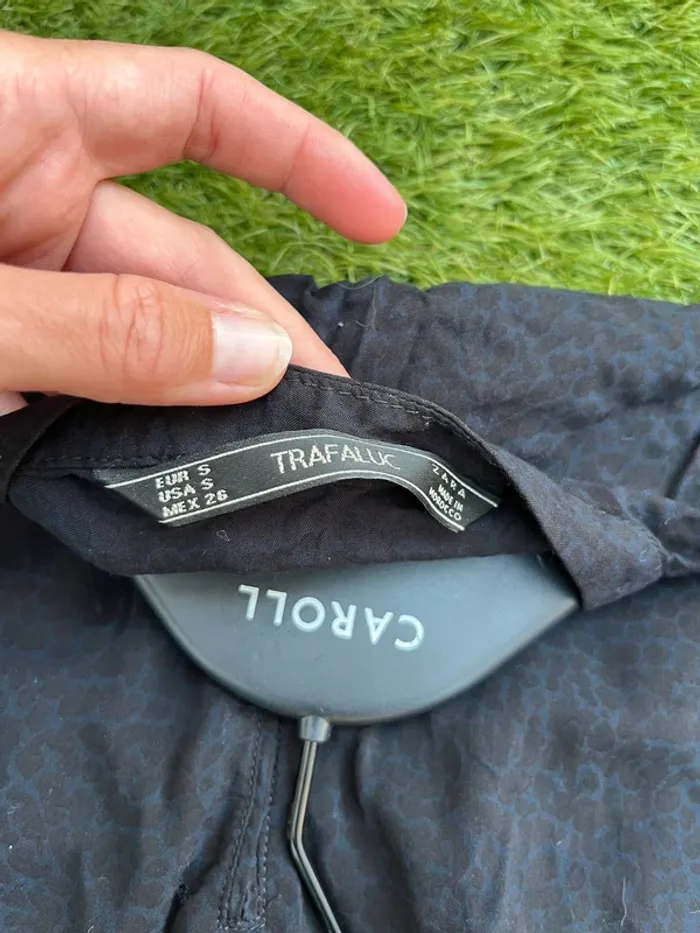 EUR S
USA S
MEX 26
TRAFALUC
ZARA
MADE IN
MOROCCO
CAROLL